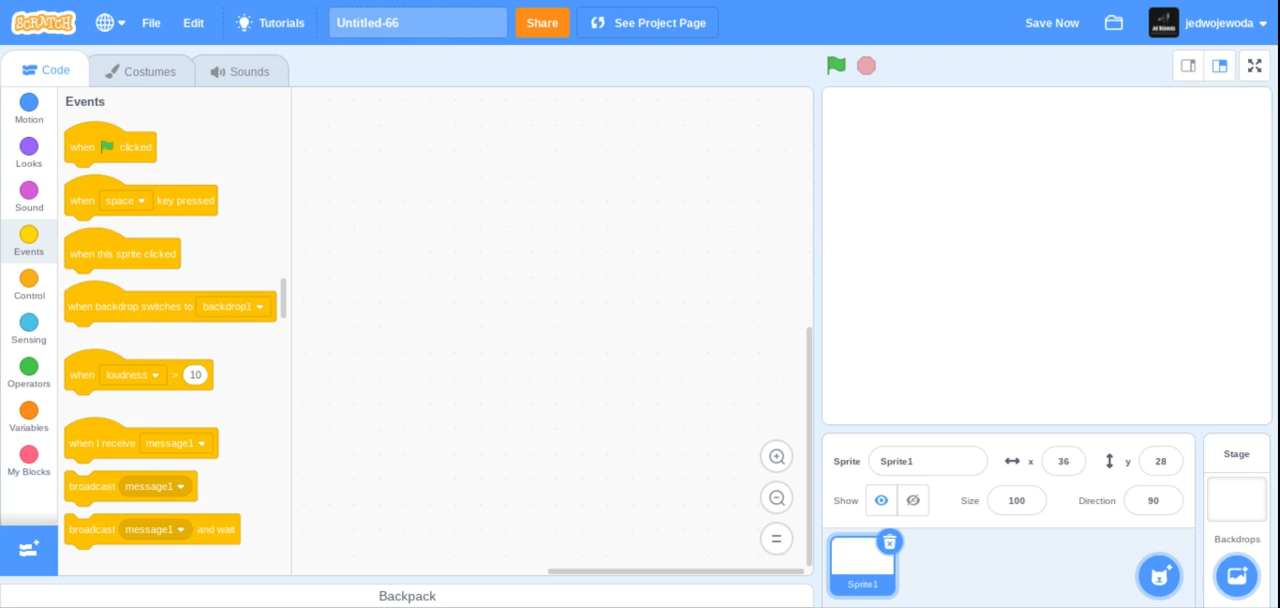 SCRATCH
File
Edit
Tutorials
Untitled-66
Share
See Project Page
Save Now
jedwojewoda
Code
Costumes
Sounds
Motion
Looks
Sound
Events
Control
Sensing
Operators
Variables
My Blocks
Events
when clicked
when space key pressed
when this sprite clicked
when backdrop switches to backdrop1
when loudness > 10
when I receive message1
broadcast message1
broadcast message1 and wait
Backpack
Sprite Sprite1 x 36 y 28
Show Size 100 Direction 90
Sprite1
Stage
Backdrops